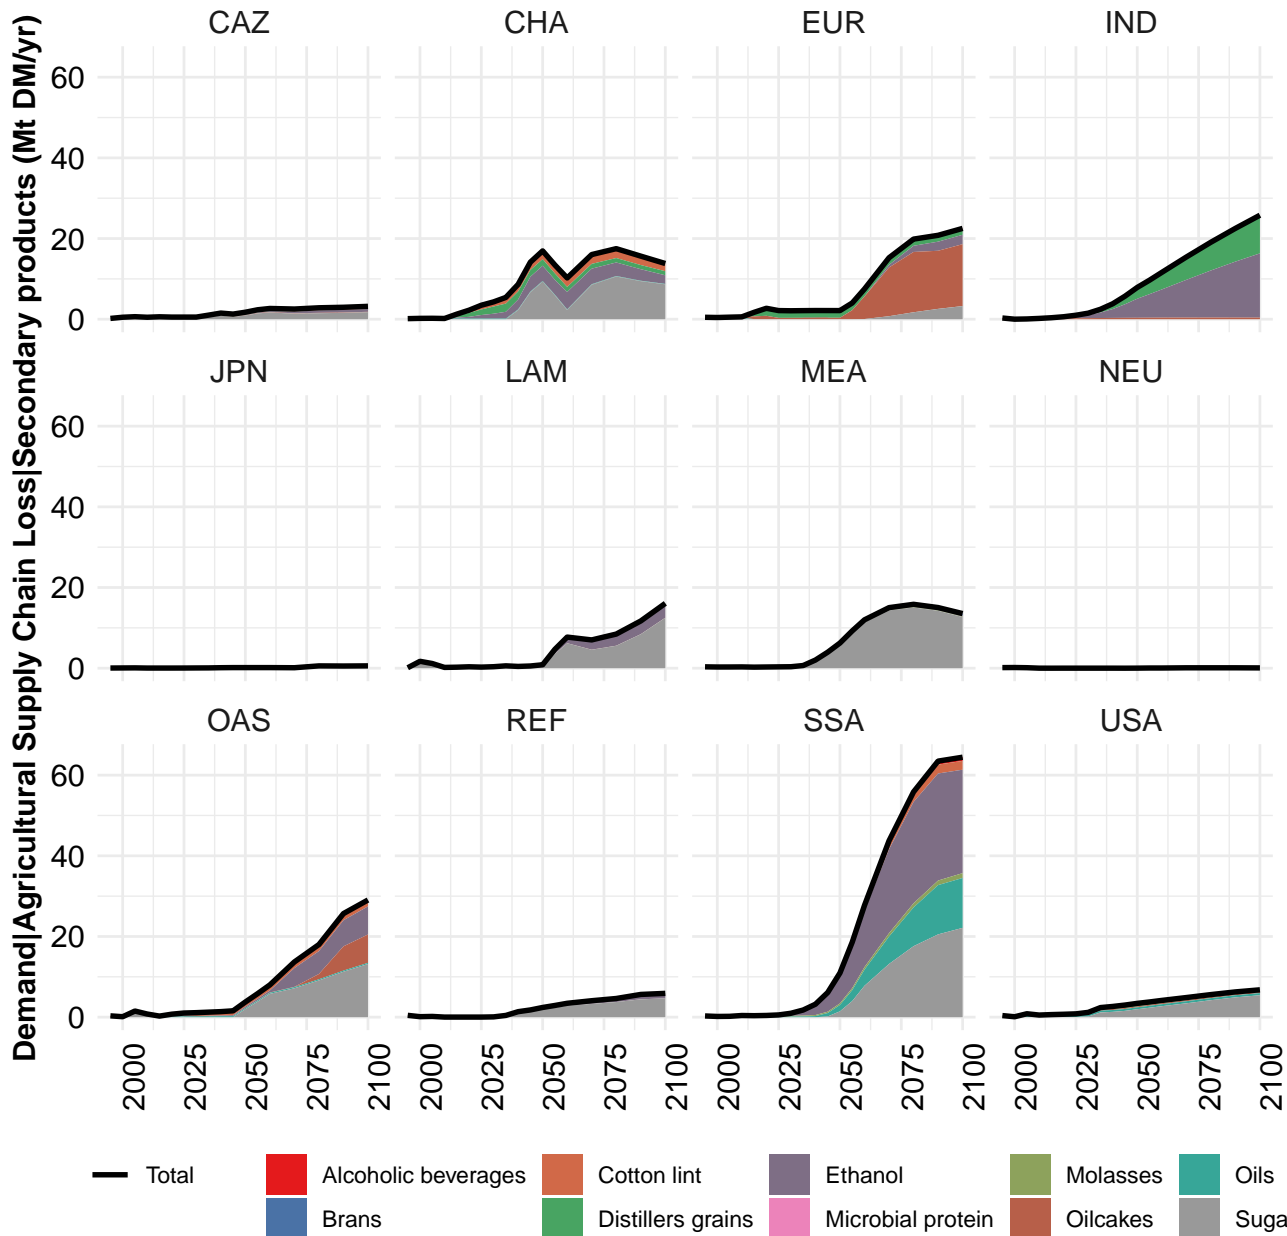 Demand|Agricultural Supply Chain Loss|Secondary products (Mt DM/yr)
CAZ CHA EUR IND
60
40
20
0
JPN LAM MEA NEU
60
40
20
0
OAS REF SSA USA
60
40
20
0
2000 2025 2050 2075 2100 2000 2025 2050 2075 2100 2000 2025 2050 2075 2100 2000 2025 2050 2075 2100
Total Alcoholic beverages Cotton lint Ethanol Molasses Oils
Brans Distillers grains Microbial protein Oilcakes Suga